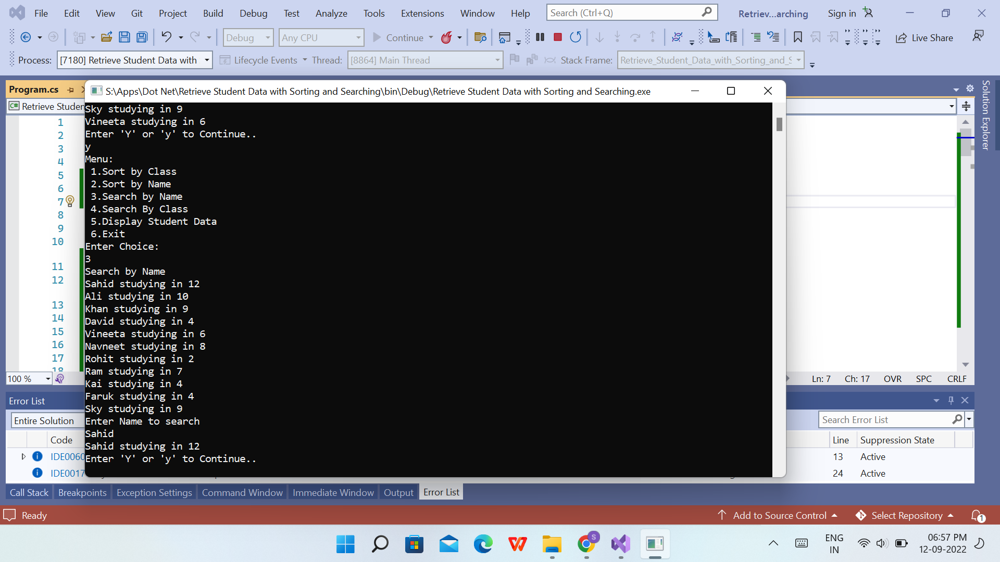 File Edit View Git Project Build Debug Test Analyze Tools Extensions Window Help Search (Ctrl+Q) Retriev...arching Sign in
Debug Any CPU Continue Live Share
Process: [7180] Retrieve Student Data with Lifecycle Events Thread: [8864] Main Thread Stack Frame: Retrieve_Student_Data_with_Sorting_and_S
Program.cs
S:\Apps\Dot Net\Retrieve Student Data with Sorting and Searching\bin\Debug\Retrieve Student Data with Sorting and Searching.exe
Solution Explorer
C# Retrieve Studen
1
2
3
4
5
6
7
8
9
10
11
12
13
14
15
16
17
18
Sky studying in 9
Vineeta studying in 6
Enter 'Y' or 'y' to Continue..
y
Menu:
1.Sort by Class
2.Sort by Name
3.Search by Name
4.Search By Class
5.Display Student Data
6.Exit
Enter Choice:
3
Search by Name
Sahid studying in 12
Ali studying in 10
Khan studying in 9
David studying in 4
Vineeta studying in 6
Navneet studying in 8
Rohit studying in 2
Ram studying in 7
Kai studying in 4
Faruk studying in 4
Sky studying in 9
Enter Name to search
Sahid
Sahid studying in 12
Enter 'Y' or 'y' to Continue..
100 % Ln: 7 Ch: 17 OVR SPC CRLF
Error List
Entire Solution Search Error List
Code Line Suppression State
IDE0060 13 Active
IDE0017 24 Active
Call Stack Breakpoints Exception Settings Command Window Immediate Window Output Error List
Ready Add to Source Control Select Repository 1
S
ENG
IN
06:57 PM
12-09-2022